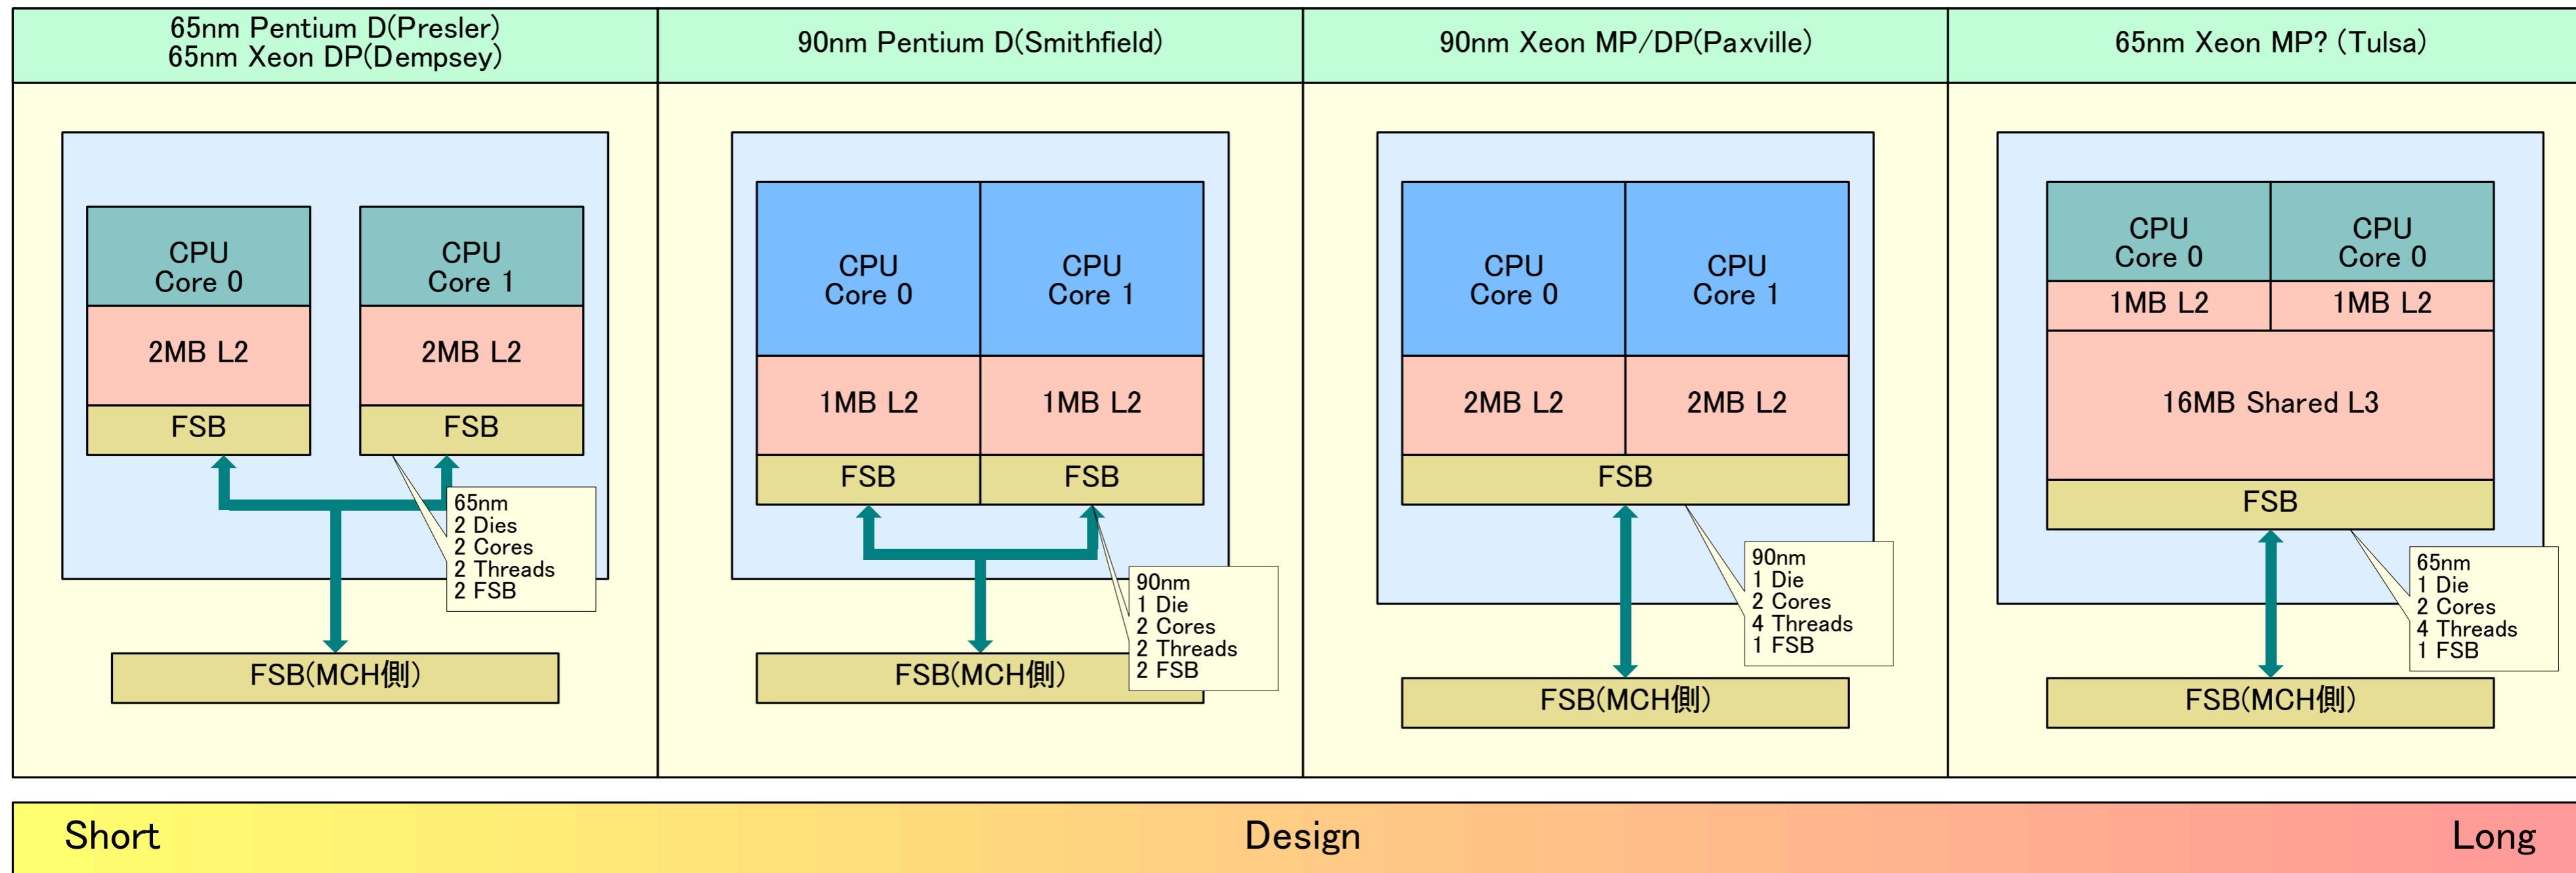 65nm Pentium D(Presler)
65nm Xeon DP(Dempsey)
CPU
Core 0
CPU
Core 1
2MB L2
2MB L2
FSB
FSB
65nm
2 Dies
2 Cores
2 Threads
2 FSB
FSB(MCH側)
90nm Pentium D(Smithfield)
CPU
Core 0
CPU
Core 1
1MB L2
1MB L2
FSB
FSB
90nm
1 Die
2 Cores
2 Threads
2 FSB
FSB(MCH側)
90nm Xeon MP/DP(Paxville)
CPU
Core 0
CPU
Core 1
2MB L2
2MB L2
FSB
90nm
1 Die
2 Cores
4 Threads
1 FSB
FSB(MCH側)
65nm Xeon MP? (Tulsa)
CPU
Core 0
CPU
Core 0
1MB L2
1MB L2
16MB Shared L3
FSB
65nm
1 Die
2 Cores
4 Threads
1 FSB
FSB(MCH側)
Short
Design
Long